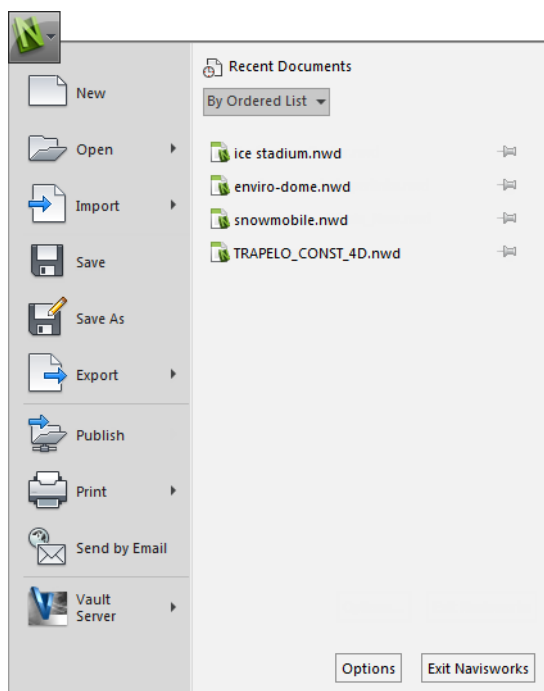 New
Open
Import
Save
Save As
Export
Publish
Print
Send by Email
Vault
Server
Recent Documents
By Ordered List
ice stadium.nwd
enviro-dome.nwd
snowmobile.nwd
TRAPELO_CONST_4D.nwd
Options
Exit Navisworks